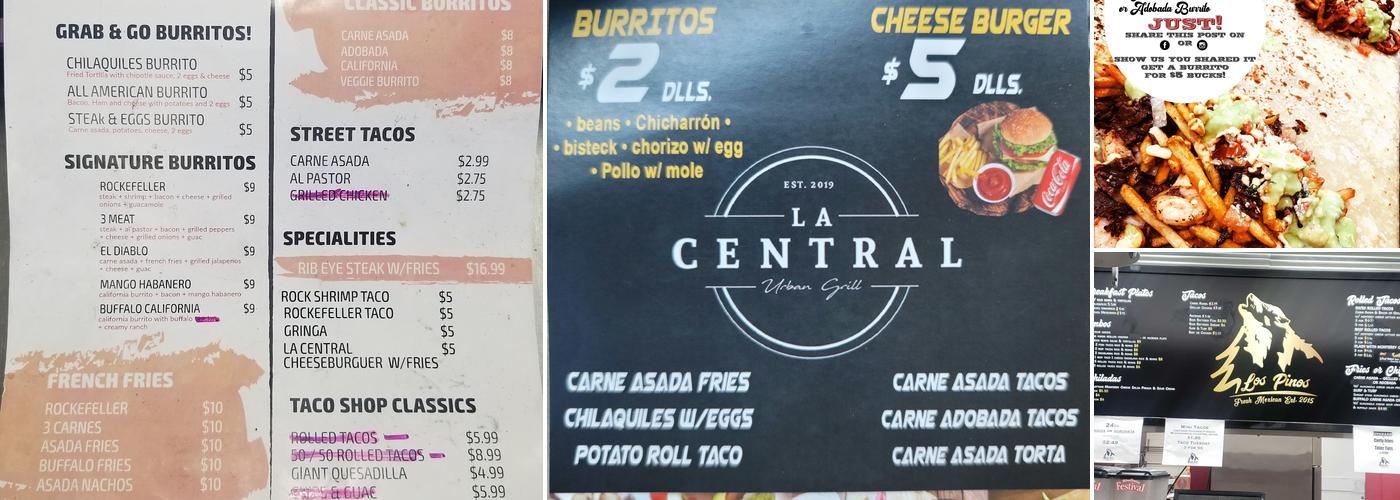 GRAB & GO BURRITOS!
CHILAQUILES BURRITO
Fried Tortilla with chipotle sauce, 2 eggs & cheese $5
ALL AMERICAN BURRITO
Bacon, Ham and cheese with potatoes and 2 eggs $5
STEAK & EGGS BURRITO
Carne asada, potatoes, cheese, 2 eggs $5
SIGNATURE BURRITOS
ROCKEFELLER $9
steak + shrimp + bacon + cheese + grilled
onions + guacamole
3 MEAT $9
steak + al pastor + bacon + grilled peppers
+ cheese + grilled onions + guac
EL DIABLO $9
carne asada + french fries + grilled jalapenos
+ cheese + guac
MANGO HABANERO $9
california burrito + bacon + mango habanero
BUFFALO CALIFORNIA $9
california burrito with buffalo
+ creamy ranch
FRENCH FRIES
ROCKEFELLER $10
3 CARNES $10
ASADA FRIES $10
BUFFALO FRIES $10
ASADA NACHOS $10
CLASSIC BURRITOS
CARNE ASADA $8
ADOBADA $8
CALIFORNIA $8
VEGGIE BURRITO $8
STREET TACOS
CARNE ASADA $2.99
AL PASTOR $2.75
GRILLED CHICKEN $2.75
SPECIALITIES
RIB EYE STEAK W/FRIES $16.99
ROCK SHRIMP TACO $5
ROCKEFELLER TACO $5
GRINGA $5
LA CENTRAL $5
CHEESEBURGUER W/FRIES
TACO SHOP CLASSICS
ROLLED TACOS $5.99
50/50 ROLLED TACOS $8.99
GIANT QUESADILLA $4.99
& GUAC $5.99
BURRITOS
$2 DLLS.
• beans • Chicharrón •
• bisteck • chorizo w/ egg
• Pollo w/ mole
CHEESE BURGER
$5 DLLS.
Coca-Cola
EST. 2019
LA
CENTRAL
Urban Grill
CARNE ASADA FRIES
CHILAQUILES W/EGGS
POTATO ROLL TACO
CARNE ASADA TACOS
CARNE ADOBADA TACOS
CARNE ASADA TORTA
or Adobada Burrito
JUST!
SHARE THIS POST ON
OR
SHOW US YOU SHARED IT
GET A BURRITO
FOR $5 BUCKS!
Breakfast Plates
Tacos
Rolled Tacos
Los Pinos
Fresh Mexican Est. 2015
Mini Tacos
Taco Tuesday
Festival